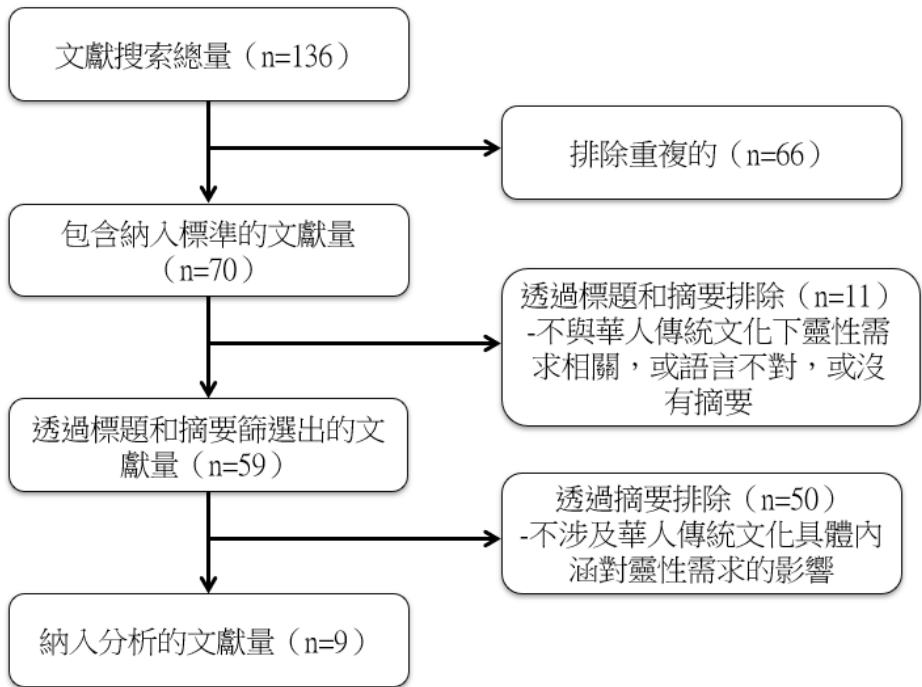 文獻搜索總量（n=136）
排除重複的（n=66）
包含納入標準的文獻量
（n=70）
透過標題和摘要排除（n=11）
-不與華人傳統文化下靈性需
求相關，或語言不對，或沒
有摘要
透過標題和摘要篩選出的文
獻量（n=59）
透過摘要排除（n=50）
-不涉及華人傳統文化具體內
涵對靈性需求的影響
納入分析的文獻量（n=9）